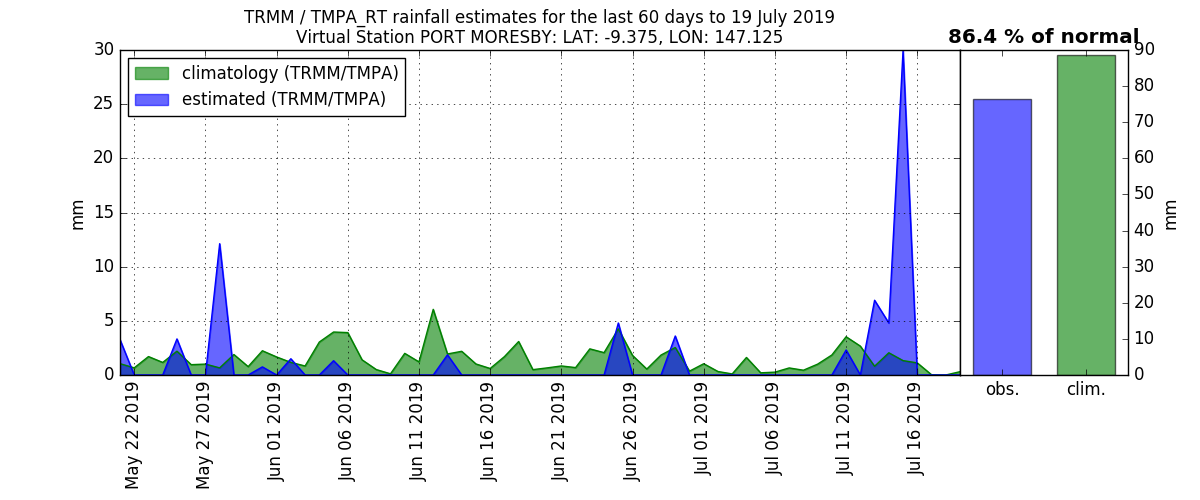 TRMM / TMPA_RT rainfall estimates for the last 60 days to 19 July 2019
Virtual Station PORT MORESBY: LAT: -9.375, LON: 147.125
86.4 % of normal
climatology (TRMM/TMPA)
estimated (TRMM/TMPA)
30
25
20
15
10
5
0
mm
May 22 2019
May 27 2019
Jun 01 2019
Jun 06 2019
Jun 11 2019
Jun 16 2019
Jun 21 2019
Jun 26 2019
Jul 01 2019
Jul 06 2019
Jul 11 2019
Jul 16 2019
90
80
70
60
50
40
30
20
10
0
mm
obs.
clim.